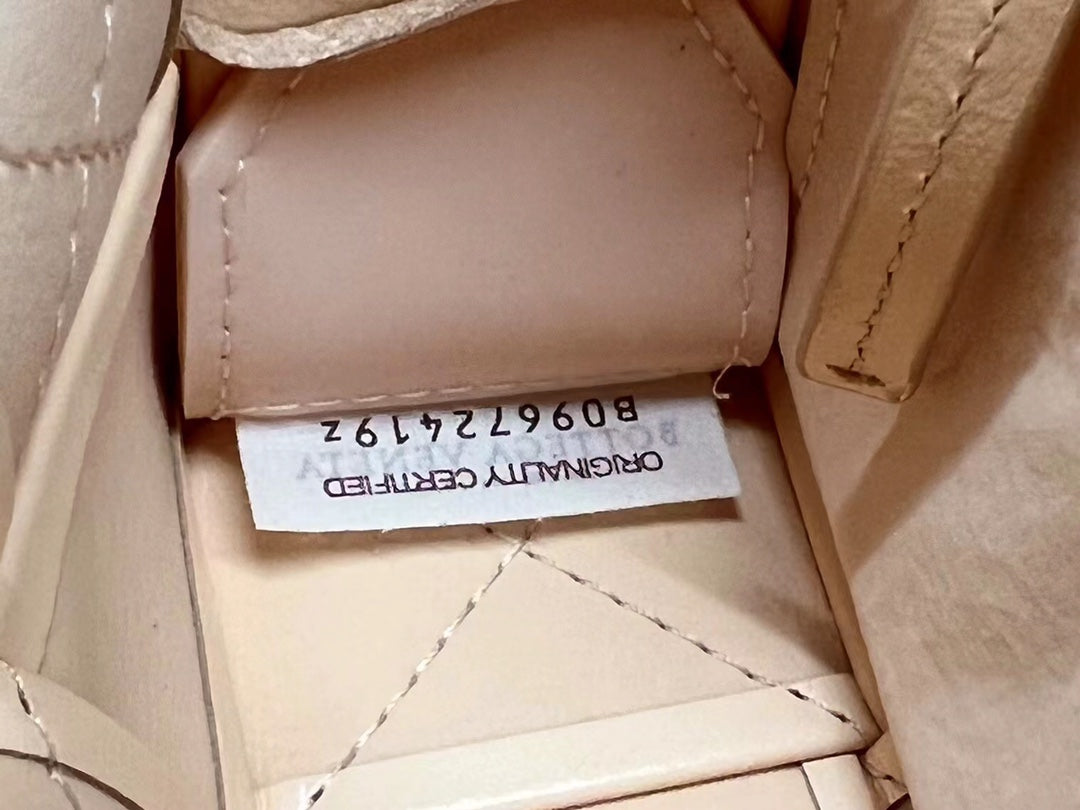 ORIGINALITY CERTIFIED
BOTTEGA VENETA
B09672419z